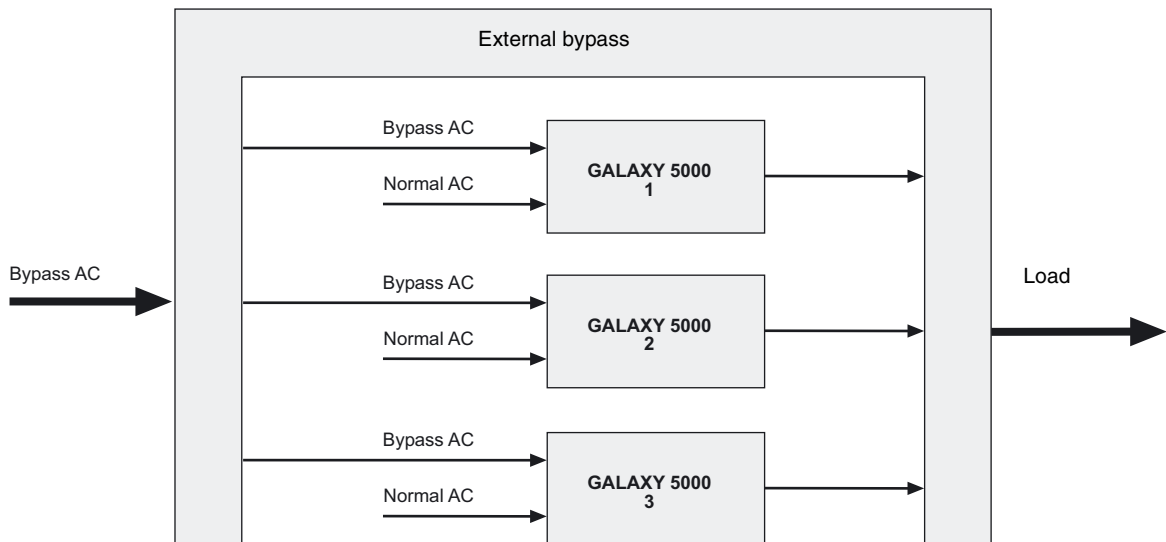 External bypass
Bypass AC
GALAXY 5000
1
Normal AC
Bypass AC
Load
Bypass AC
GALAXY 5000
2
Normal AC
Bypass AC
GALAXY 5000
3
Normal AC